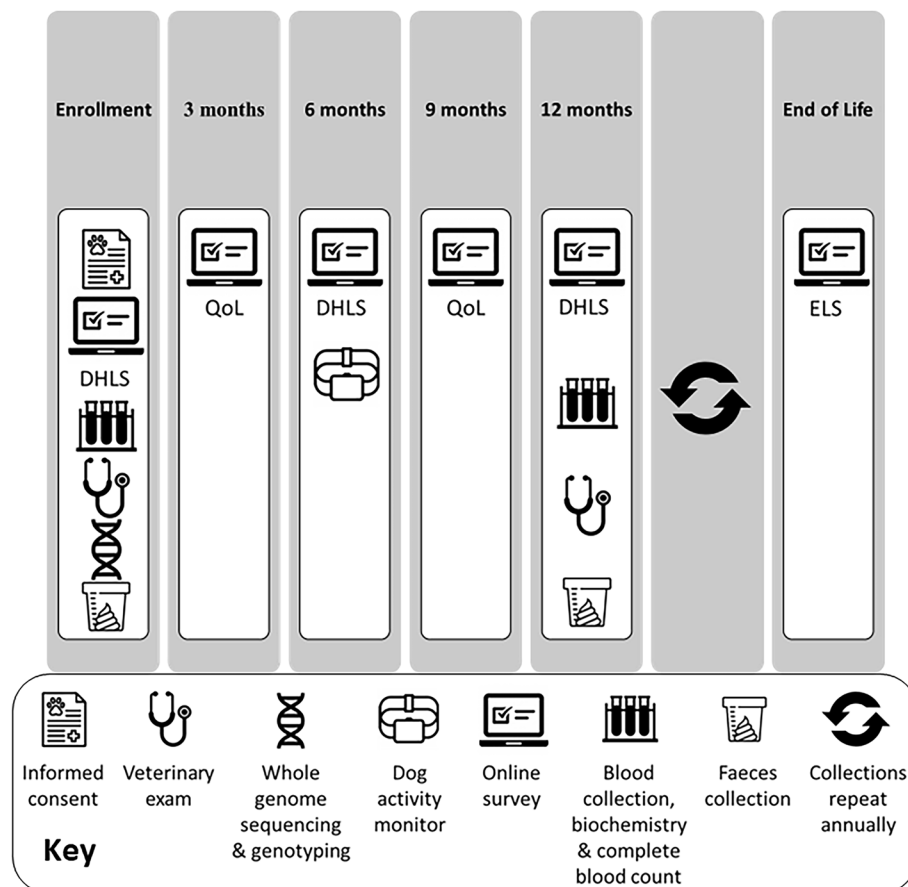 Enrollment
3 months
6 months
9 months
12 months
End of Life
DHLS
QoL
DHLS
QoL
DHLS
ELS
Informed
consent
Veterinary
exam
Whole
genome
sequencing
& genotyping
Dog
activity
monitor
Online
survey
Blood
collection,
biochemistry
& complete
blood count
Faeces
collection
Collections
repeat
annually
Key